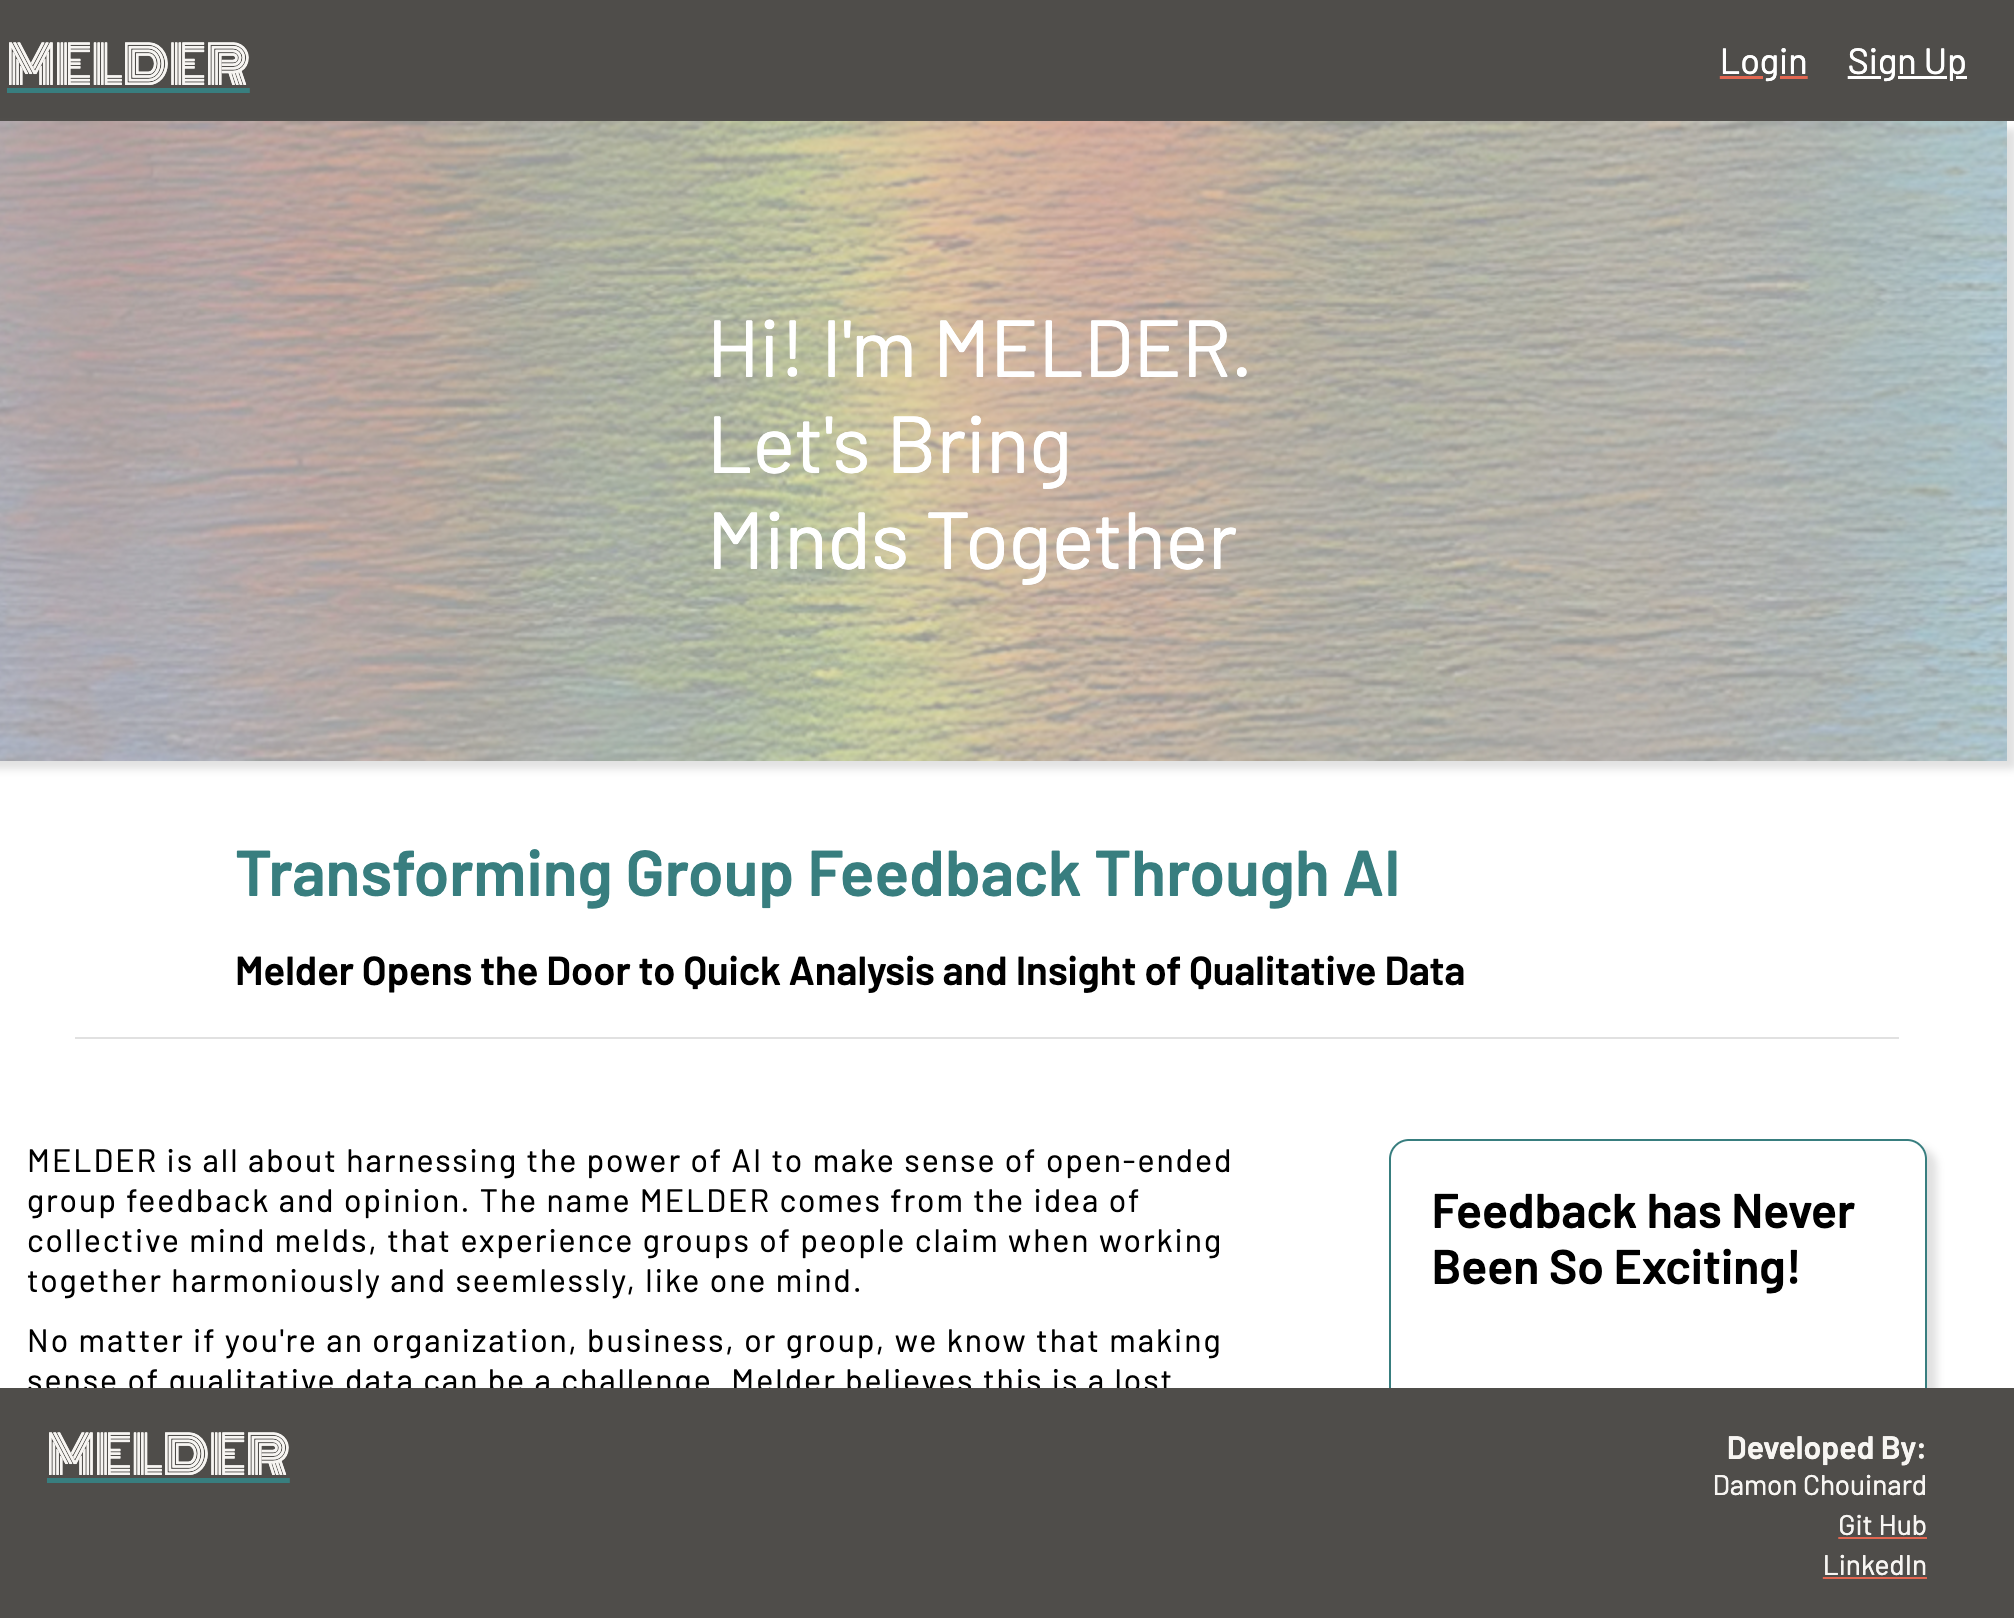 MELDER
Login Sign Up
Hi! I'm MELDER.
Let's Bring
Minds Together
Transforming Group Feedback Through AI
Melder Opens the Door to Quick Analysis and Insight of Qualitative Data
MELDER is all about harnessing the power of AI to make sense of open-ended
group feedback and opinion. The name MELDER comes from the idea of
collective mind melds, that experience groups of people claim when working
together harmoniously and seemlessly, like one mind.
No matter if you're an organization, business, or group, we know that making
sense of qualitative data can be a challenge. Melder believes this is a lost
Feedback has Never
Been So Exciting!
MELDER
Developed By:
Damon Chouinard
Git Hub
LinkedIn